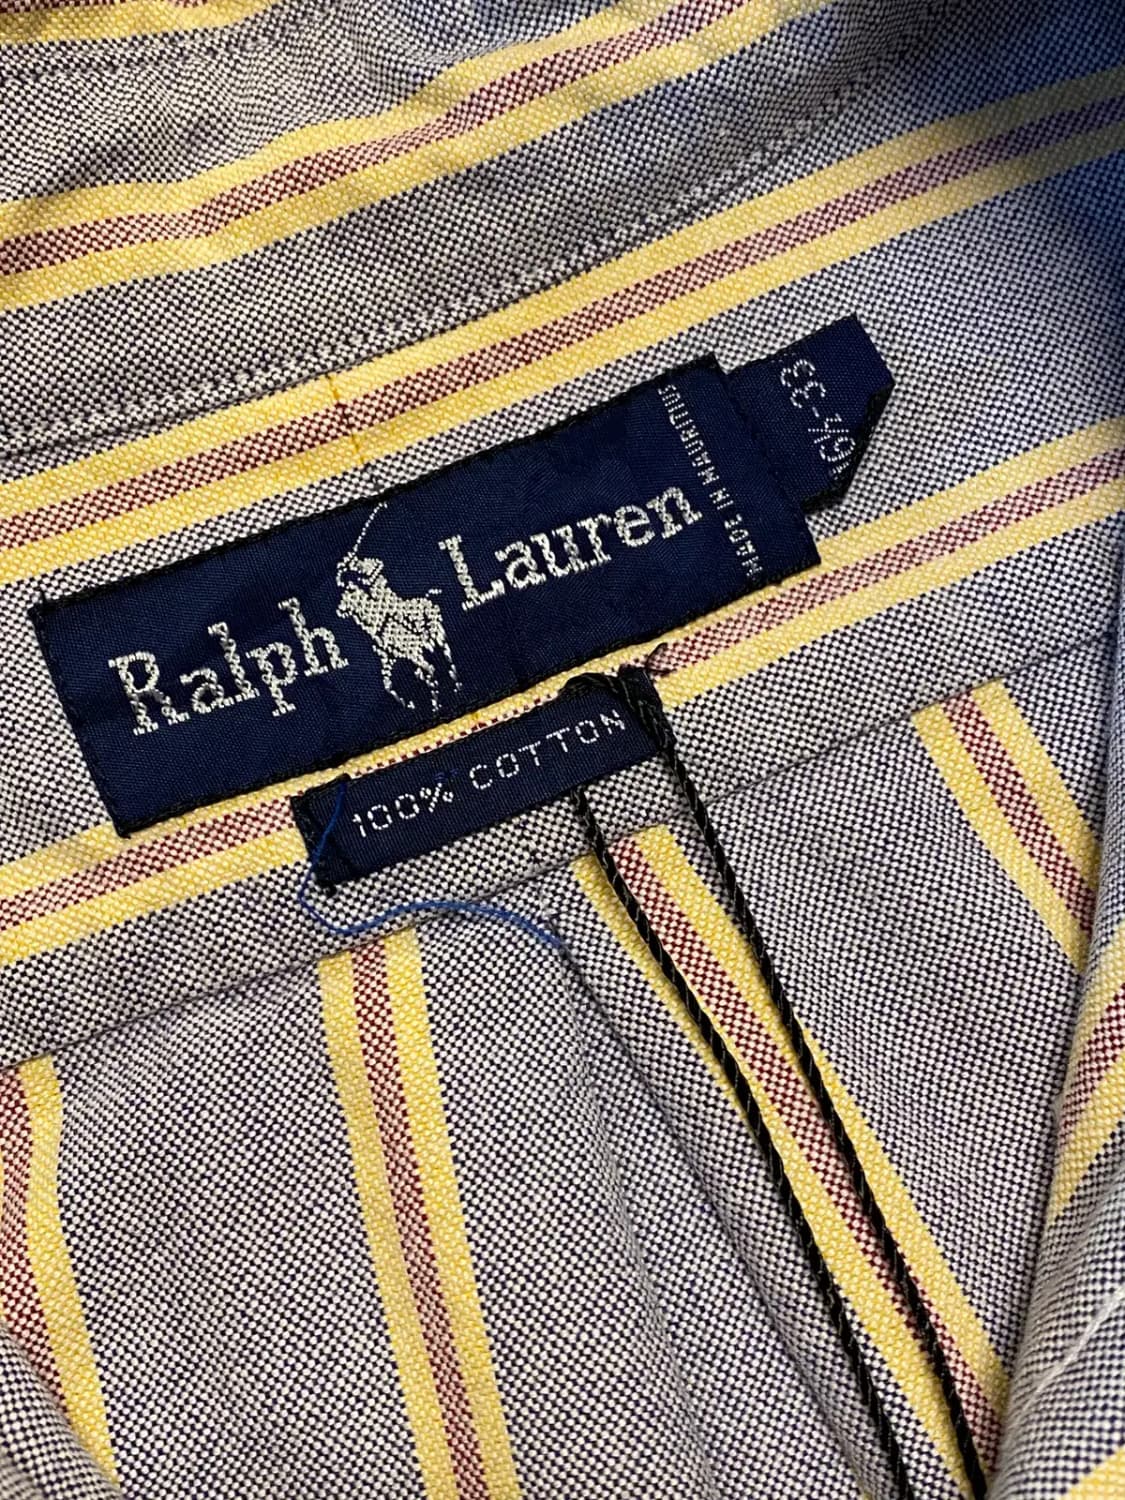 Ralph Lauren
MADE IN MAURITIUS
16½-33
100% COTTON